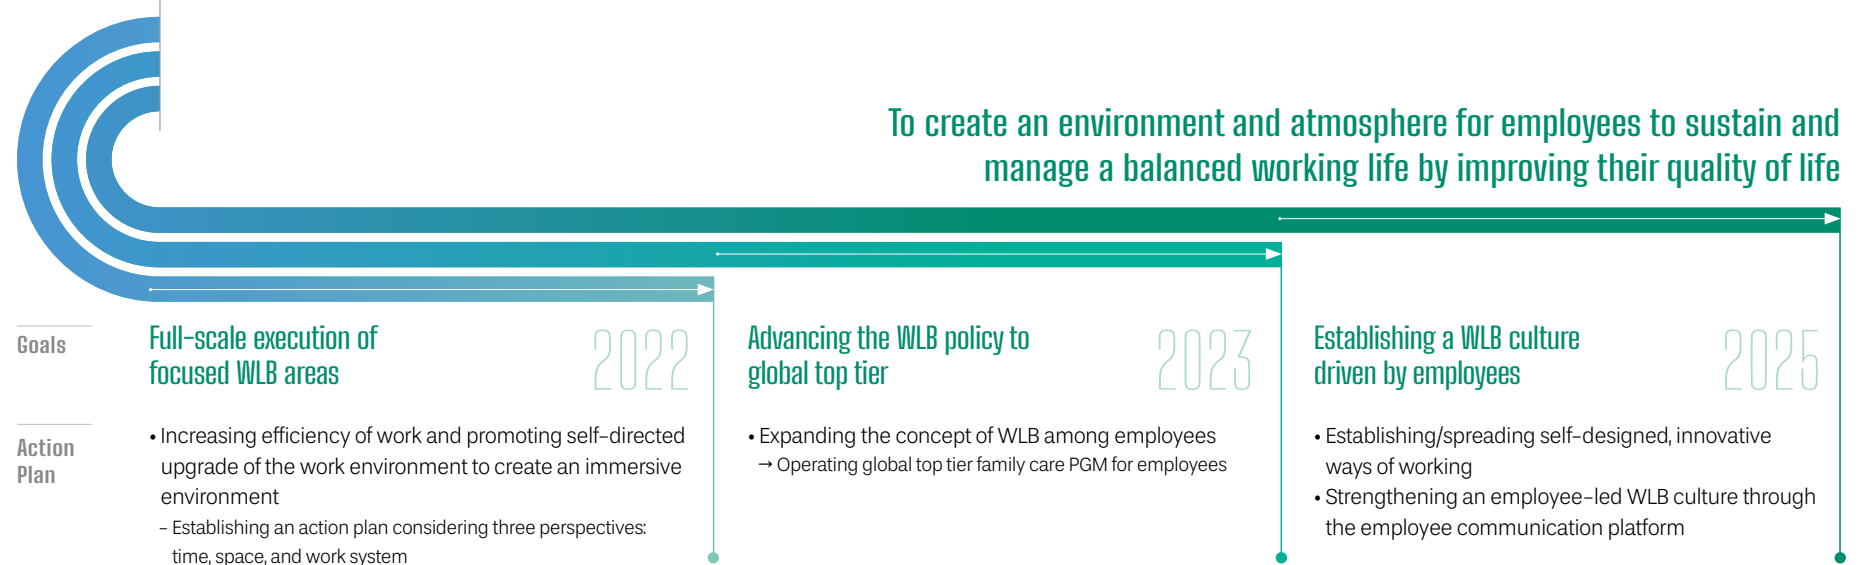 To create an environment and atmosphere for employees to sustain and
manage a balanced working life by improving their quality of life
Goals
Full-scale execution of
focused WLB areas
2022
Advancing the WLB policy to
global top tier
2023
Establishing a WLB culture
driven by employees
2025
Action
Plan
• Increasing efficiency of work and promoting self-directed
upgrade of the work environment to create an immersive
environment
- Establishing an action plan considering three perspectives:
time, space, and work system
• Expanding the concept of WLB among employees
→ Operating global top tier family care PGM for employees
• Establishing/spreading self-designed, innovative
ways of working
• Strengthening an employee-led WLB culture through
the employee communication platform